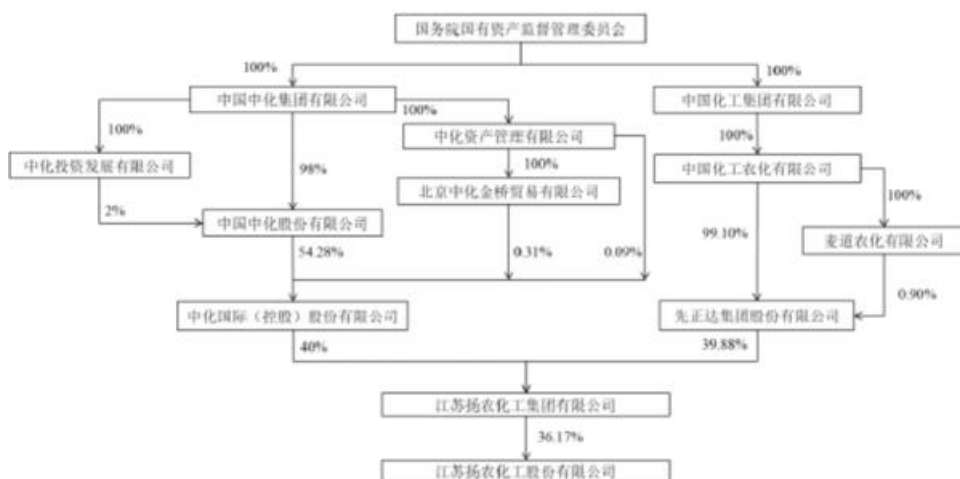 国务院国有资产监督管理委员会
100%
100%
中国中化集团有限公司
中国化工集团有限公司
100%
100%
中化资产管理有限公司
100%
中化投资发展有限公司
98%
100%
中国化工农化有限公司
北京中化金桥贸易有限公司
100%
2%
中国中化股份有限公司
54.28%
0.31%
0.09%
99.10%
麦道农化有限公司
0.90%
中化国际（控股）股份有限公司
先正达集团股份有限公司
40%
39.88%
江苏扬农化工集团有限公司
36.17%
江苏扬农化工股份有限公司